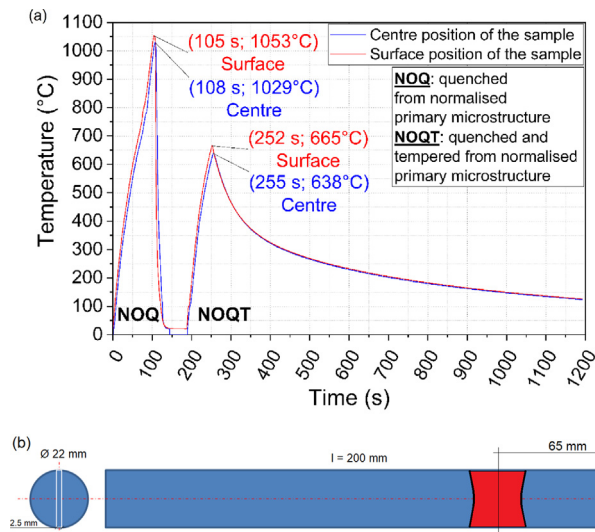 (a)
Centre position of the sample
Surface position of the sample
(105 s; 1053°C)
Surface
(108 s; 1029°C)
Centre
(252 s; 665°C)
Surface
(255 s; 638°C)
Centre
NOQ: quenched
from normalised
primary microstructure
NOQT: quenched and
tempered from normalised
primary microstructure
Temperature (°C)
1100
1000
900
800
700
600
500
400
300
200
100
0
NOQ
NOQT
0 100 200 300 400 500 600 700 800 900 1000 1100 1200
Time (s)
(b)
Ø 22 mm
l = 200 mm
65 mm
2.5 mm